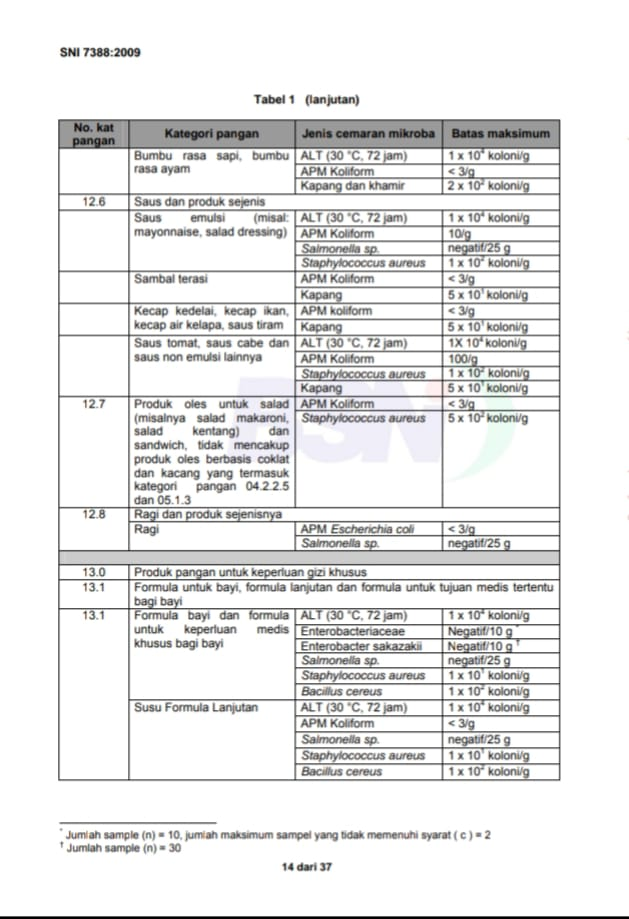 SNI 7388:2009
Tabel 1 (lanjutan)
No. kat pangan Kategori pangan Jenis cemaran mikroba Batas maksimum
Bumbu rasa sapi, bumbu ALT (30 °C, 72 jam) 1 x 10⁴ koloni/g
rasa ayam APM Koliform < 3/g
Kapang dan khamir 2 x 10² koloni/g
12.6 Saus dan produk sejenis
Saus emulsi (misal: ALT (30 °C, 72 jam) 1 x 10⁴ koloni/g
mayonnaise, salad dressing) APM Koliform 10/g
Salmonella sp. negatif/25 g
Staphylococcus aureus 1 x 10² koloni/g
Sambal terasi APM Koliform < 3/g
Kapang 5 x 10¹ koloni/g
Kecap kedelai, kecap ikan, APM koliform < 3/g
kecap air kelapa, saus tiram Kapang 5 x 10¹ koloni/g
Saus tomat, saus cabe dan ALT (30 °C, 72 jam) 1X 10⁴ koloni/g
saus non emulsi lainnya APM Koliform 100/g
Staphylococcus aureus 1 x 10² koloni/g
Kapang 5 x 10¹ koloni/g
12.7 Produk oles untuk salad APM Koliform < 3/g
(misalnya salad makaroni, Staphylococcus aureus 5 x 10² koloni/g
salad kentang) dan
sandwich, tidak mencakup
produk oles berbasis coklat
dan kacang yang termasuk
kategori pangan 04.2.2.5
dan 05.1.3
12.8 Ragi dan produk sejenisnya
Ragi APM Escherichia coli < 3/g
Salmonella sp. negatif/25 g
13.0 Produk pangan untuk keperluan gizi khusus
13.1 Formula untuk bayi, formula lanjutan dan formula untuk tujuan medis tertentu
bagi bayi
13.1 Formula bayi dan formula ALT (30 °C, 72 jam) 1 x 10⁴ koloni/g
untuk keperluan medis Enterobacteriaceae Negatif/10 g *
khusus bagi bayi Enterobacter sakazakii Negatif/10 g †
Salmonella sp. negatif/25 g
Staphylococcus aureus 1 x 10¹ koloni/g
Bacillus cereus 1 x 10² koloni/g
Susu Formula Lanjutan ALT (30 °C, 72 jam) 1 x 10⁴ koloni/g
APM Koliform < 3/g
Salmonella sp. negatif/25 g
Staphylococcus aureus 1 x 10¹ koloni/g
Bacillus cereus 1 x 10² koloni/g
* Jumlah sample (n) = 10, jumlah maksimum sampel yang tidak memenuhi syarat ( c ) = 2
† Jumlah sample (n) = 30
14 dari 37
BSN